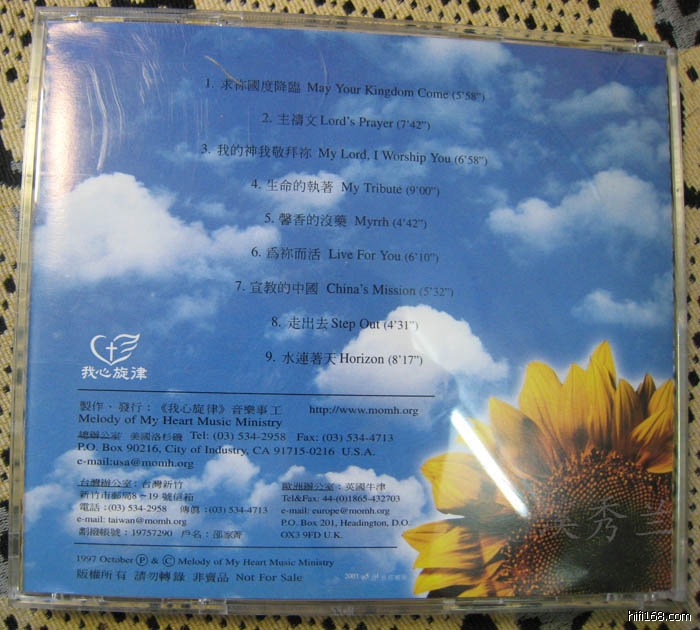 1. 求祢國度降臨 May Your Kingdom Come (5’58”)
2. 主禱文 Lord’s Prayer (7’42”)
3. 我的神我敬拜祢 My Lord, I Worship You (6’58”)
4. 生命的執著 My Tribute (9’00”)
5. 馨香的沒藥 Myrrh (4’42”)
6. 為祢而活 Live For You (6’10”)
7. 宣教的中國 China’s Mission (5’32”)
8. 走出去 Step Out (4’31”)
9. 水連著天 Horizon (8’17”)
我心旋律
製作、發行：《我心旋律》音樂事工 http://www.momh.org
Melody of My Heart Music Ministry
總辦公室 美國洛杉磯 Tel: (03) 534-2958 Fax: (03) 534-4713
P.O. Box 90216, City of Industry, CA 91715-0216 U.S.A.
e-mail:usa@momh.org
台灣辦公室：台灣新竹
新竹市郵局8－19號信箱
電話：(03) 534-2958 傳真：(03) 534-4713
e-mail: taiwan@momh.org
劃撥帳號：19757290 戶名：邵家菁
歐洲辦公室：英國牛津
Tel&Fax: 44-(0)1865-432703
e-mail: europe@momh.org
P.O. Box 201, Headington, D.O.
OX3 9FD U.K.
1997 October Ⓟ & © Melody of My Heart Music Ministry
版權所有 請勿轉錄 非賣品 Not For Sale
秀兰
hifi168.com